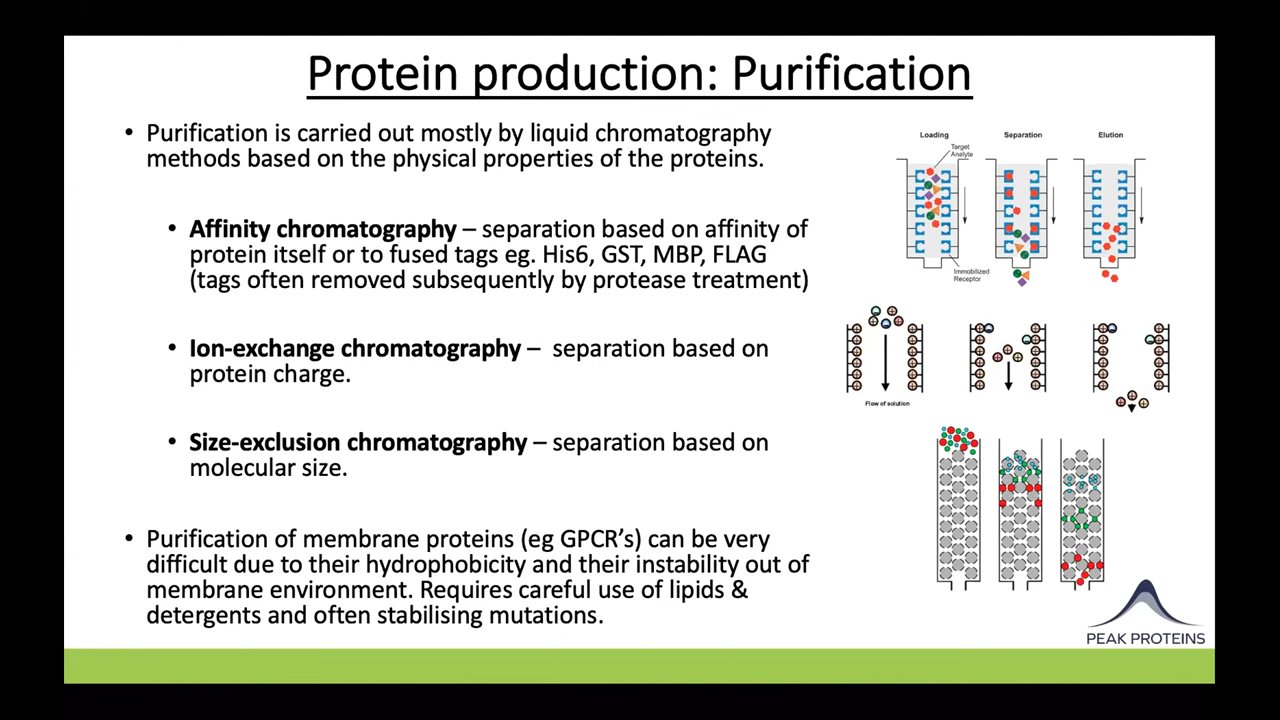 Protein production: Purification
• Purification is carried out mostly by liquid chromatography
methods based on the physical properties of the proteins.
• Affinity chromatography – separation based on affinity of
protein itself or to fused tags eg. His6, GST, MBP, FLAG
(tags often removed subsequently by protease treatment)
• Ion-exchange chromatography –  separation based on
protein charge.
• Size-exclusion chromatography – separation based on
molecular size.
• Purification of membrane proteins (eg GPCR's) can be very
difficult due to their hydrophobicity and their instability out of
membrane environment. Requires careful use of lipids &
detergents and often stabilising mutations.
Loading
Separation
Elution
Target
Analyte
Immobilized
Receptor
Flow of solution
PEAK PROTEINS